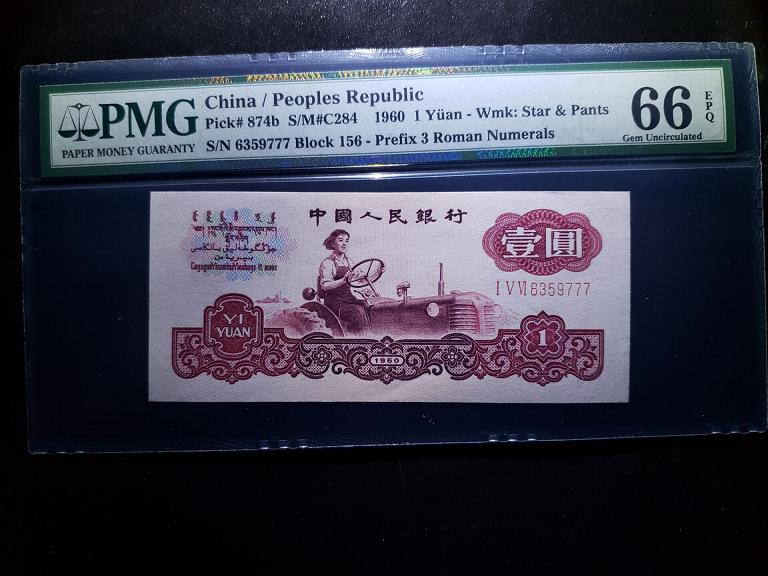 PMG
PAPER MONEY GUARANTY
China / Peoples Republic
Pick# 874b S/M#C284 1960 1 Yüan - Wmk: Star & Pants
S/N 6359777 Block 156 - Prefix 3 Roman Numerals
66
EPQ
Gem Uncirculated
中國人民銀行
壹圓
I V VI 6359777
YI
YUAN
1
1960